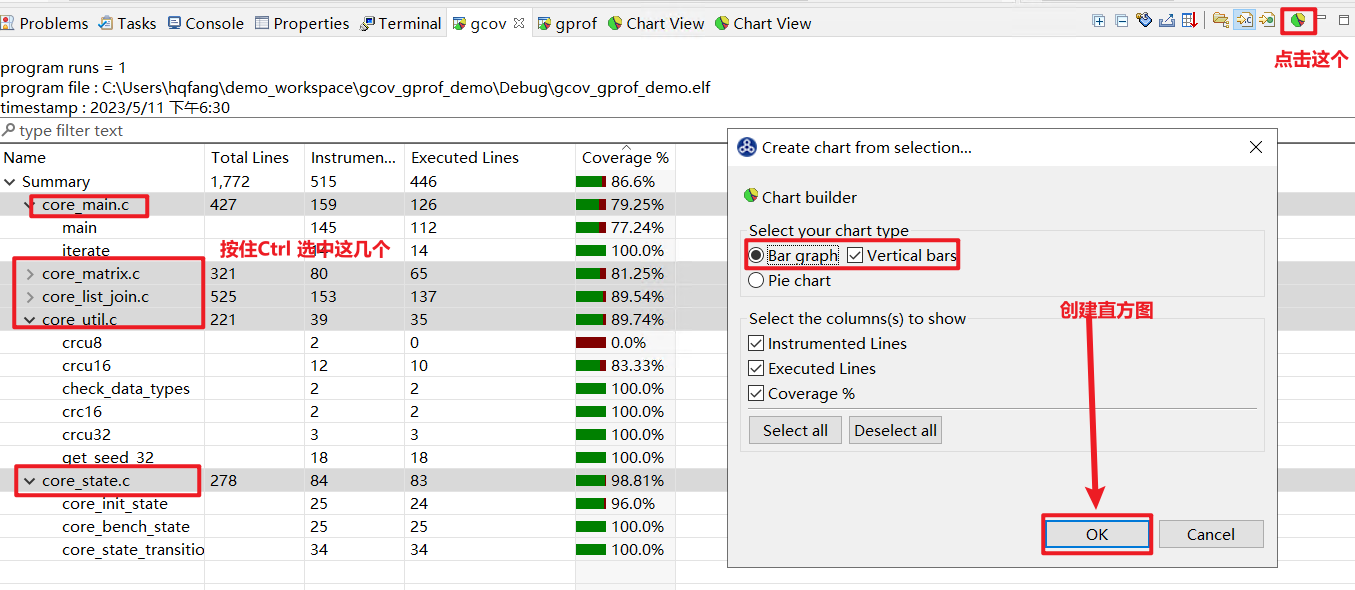 Problems Tasks Console Properties Terminal gcov gprof Chart View Chart View
点击这个
program runs = 1
program file : C:\Users\hqfang\demo_workspace\gcov_gprof_demo\Debug\gcov_gprof_demo.elf
timestamp : 2023/5/11 下午6:30
type filter text
Name Total Lines Instrumen... Executed Lines Coverage %
Summary 1,772 515 446 86.6%
core_main.c 427 159 126 79.25%
main 145 112 77.24%
iterate 14 100.0%
按住Ctrl 选中这几个
core_matrix.c 321 80 65 81.25%
core_list_join.c 525 153 137 89.54%
core_util.c 221 39 35 89.74%
crcu8 2 0 0.0%
crcu16 12 10 83.33%
check_data_types 2 2 100.0%
crc16 2 2 100.0%
crcu32 3 3 100.0%
get_seed_32 18 18 100.0%
core_state.c 278 84 83 98.81%
core_init_state 25 24 96.0%
core_bench_state 25 25 100.0%
core_state_transitio 34 34 100.0%
Create chart from selection...
Chart builder
Select your chart type
Bar graph Vertical bars
Pie chart
创建直方图
Select the columns(s) to show
Instrumented Lines
Executed Lines
Coverage %
Select all Deselect all
OK Cancel